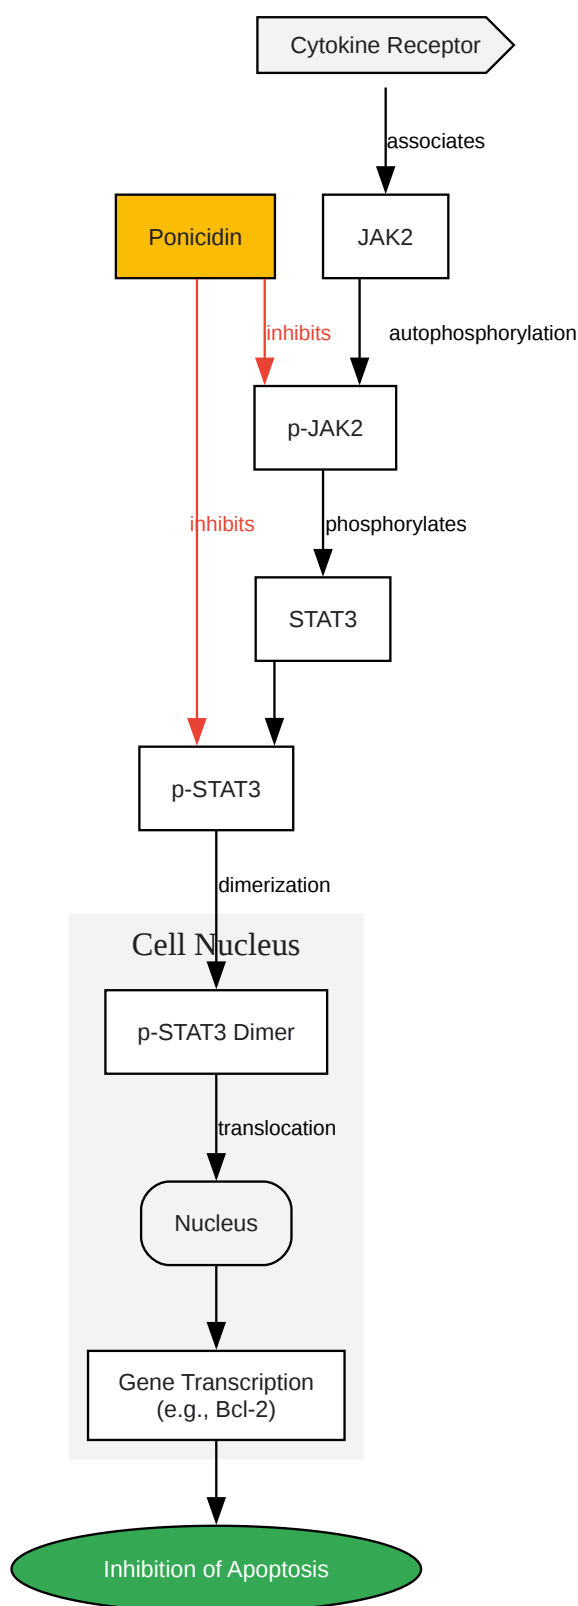 Cytokine Receptor
associates
Ponicidin
JAK2
inhibits
autophosphorylation
p-JAK2
inhibits
phosphorylates
STAT3
p-STAT3
dimerization
Cell Nucleus
p-STAT3 Dimer
translocation
Nucleus
Gene Transcription
(e.g., Bcl-2)
Inhibition of Apoptosis